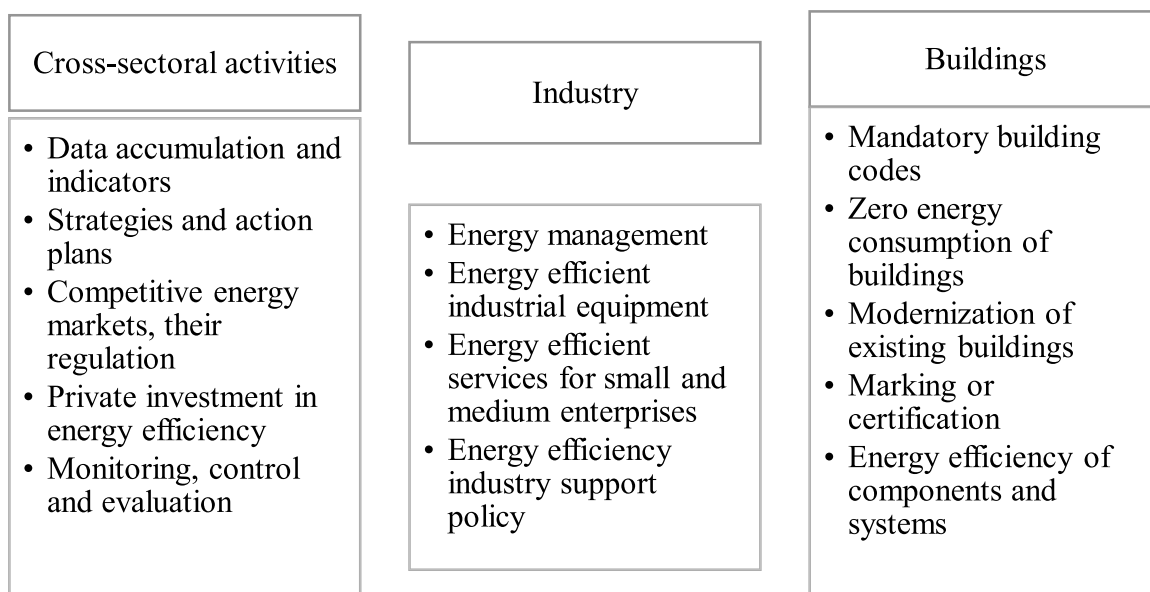 Cross-sectoral activities
• Data accumulation and
indicators
• Strategies and action
plans
• Competitive energy
markets, their
regulation
• Private investment in
energy efficiency
• Monitoring, control
and evaluation
Industry
• Energy management
• Energy efficient
industrial equipment
• Energy efficient
services for small and
medium enterprises
• Energy efficiency
industry support
policy
Buildings
• Mandatory building
codes
• Zero energy
consumption of
buildings
• Modernization of
existing buildings
• Marking or
certification
• Energy efficiency of
components and
systems